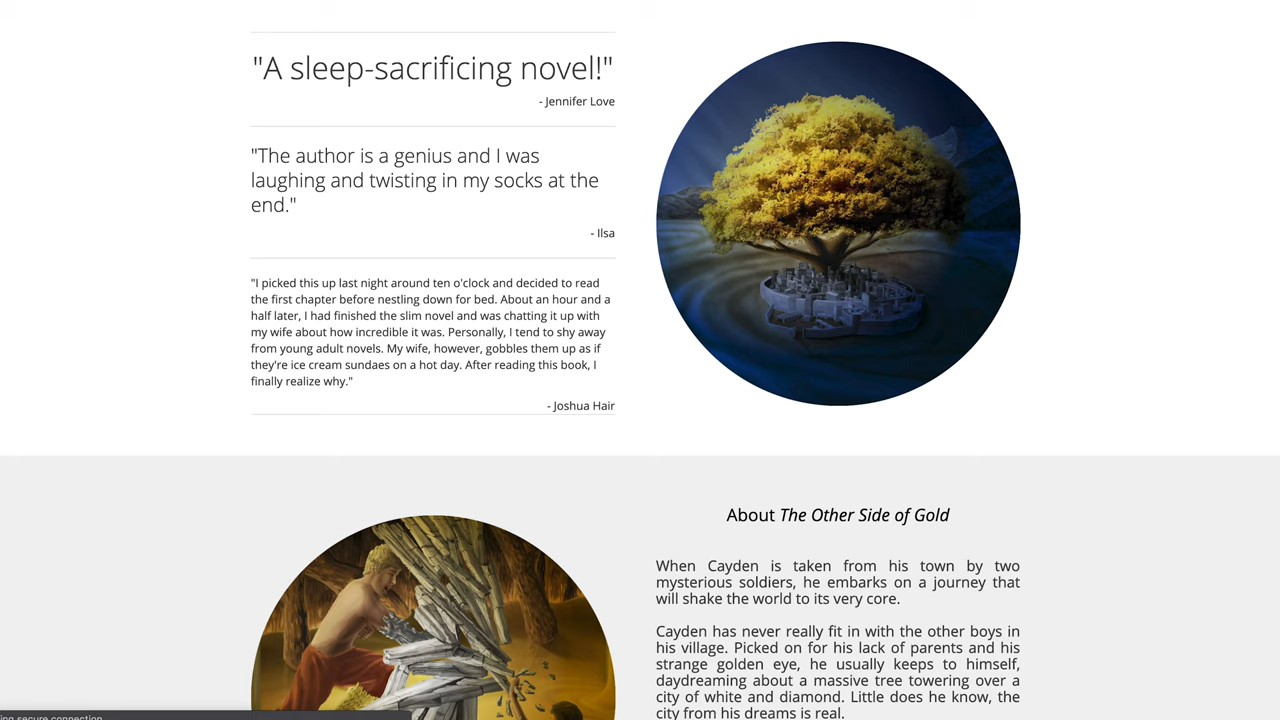 "A sleep-sacrificing novel!"
- Jennifer Love
"The author is a genius and I was
laughing and twisting in my socks at the
end."
- Ilsa
"I picked this up last night around ten o'clock and decided to read
the first chapter before nestling down for bed. About an hour and a
half later, I had finished the slim novel and was chatting it up with
my wife about how incredible it was. Personally, I tend to shy away
from young adult novels. My wife, however, gobbles them up as if
they're ice cream sundaes on a hot day. After reading this book, I
finally realize why."
- Joshua Hair
About The Other Side of Gold
When Cayden is taken from his town by two
mysterious soldiers, he embarks on a journey that
will shake the world to its very core.
Cayden has never really fit in with the other boys in
his village. Picked on for his lack of parents and his
strange golden eye, he usually keeps to himself,
daydreaming about a massive tree towering over a
city of white and diamond. Little does he know, the
city from his dreams is real.
ing secure connection